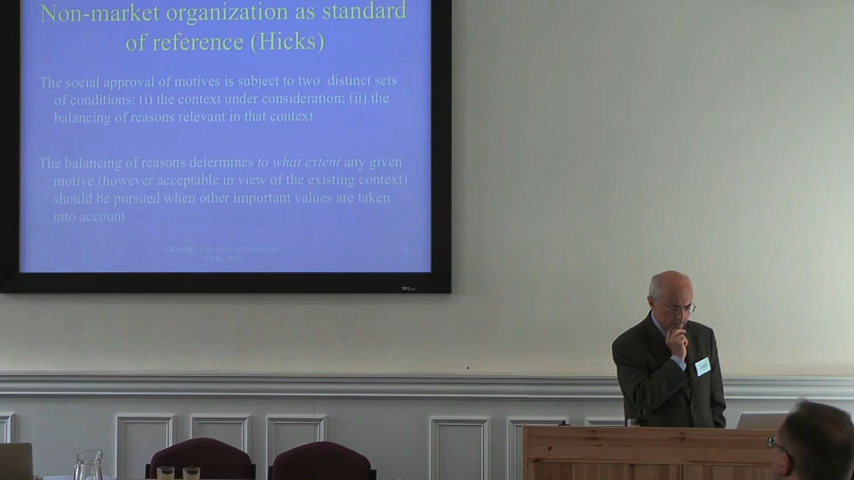 Non-market organization as standard
of reference (Hicks)
The social approval of motives is subject to two distinct sets
of conditions: (i) the context under consideration; (ii) the
balancing of reasons relevant in that context
The balancing of reasons determines to what extent any given
motive (however acceptable in view of the existing context)
should be pursued when other important values are taken
into account
University of Cambridge